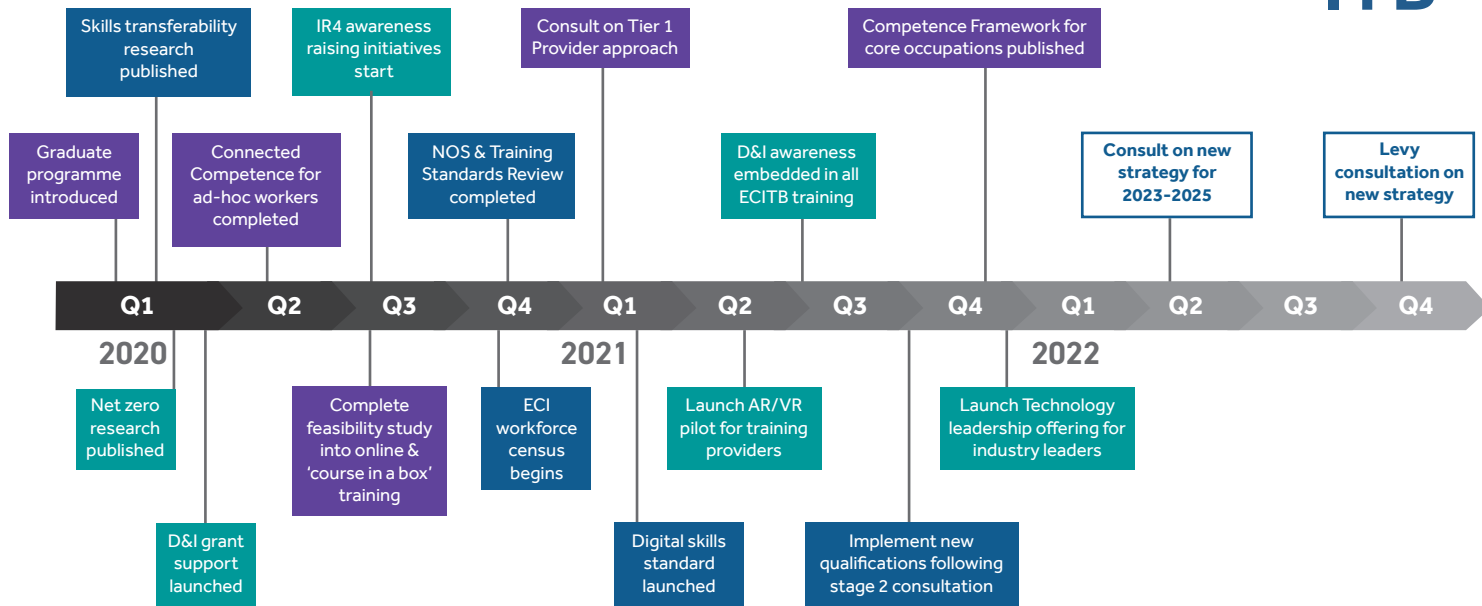 Skills transferability
research
published
IR4 awareness
raising initiatives
start
Consult on Tier 1
Provider approach
Competence Framework for
core occupations published
Graduate
programme
introduced
Connected
Competence for
ad-hoc workers
completed
NOS & Training
Standards Review
completed
D&I awareness
embedded in all
ECITB training
Consult on new
strategy for
2023-2025
Levy
consultation on
new strategy
Q1 Q2 Q3 Q4 Q1 Q2 Q3 Q4 Q1 Q2 Q3 Q4
2020 2021 2022
Net zero
research
published
Complete
feasibility study
into online &
‘course in a box’
training
ECI
workforce
census
begins
Launch AR/VR
pilot for training
providers
Launch Technology
leadership offering for
industry leaders
D&I grant
support
launched
Digital skills
standard
launched
Implement new
qualifications following
stage 2 consultation